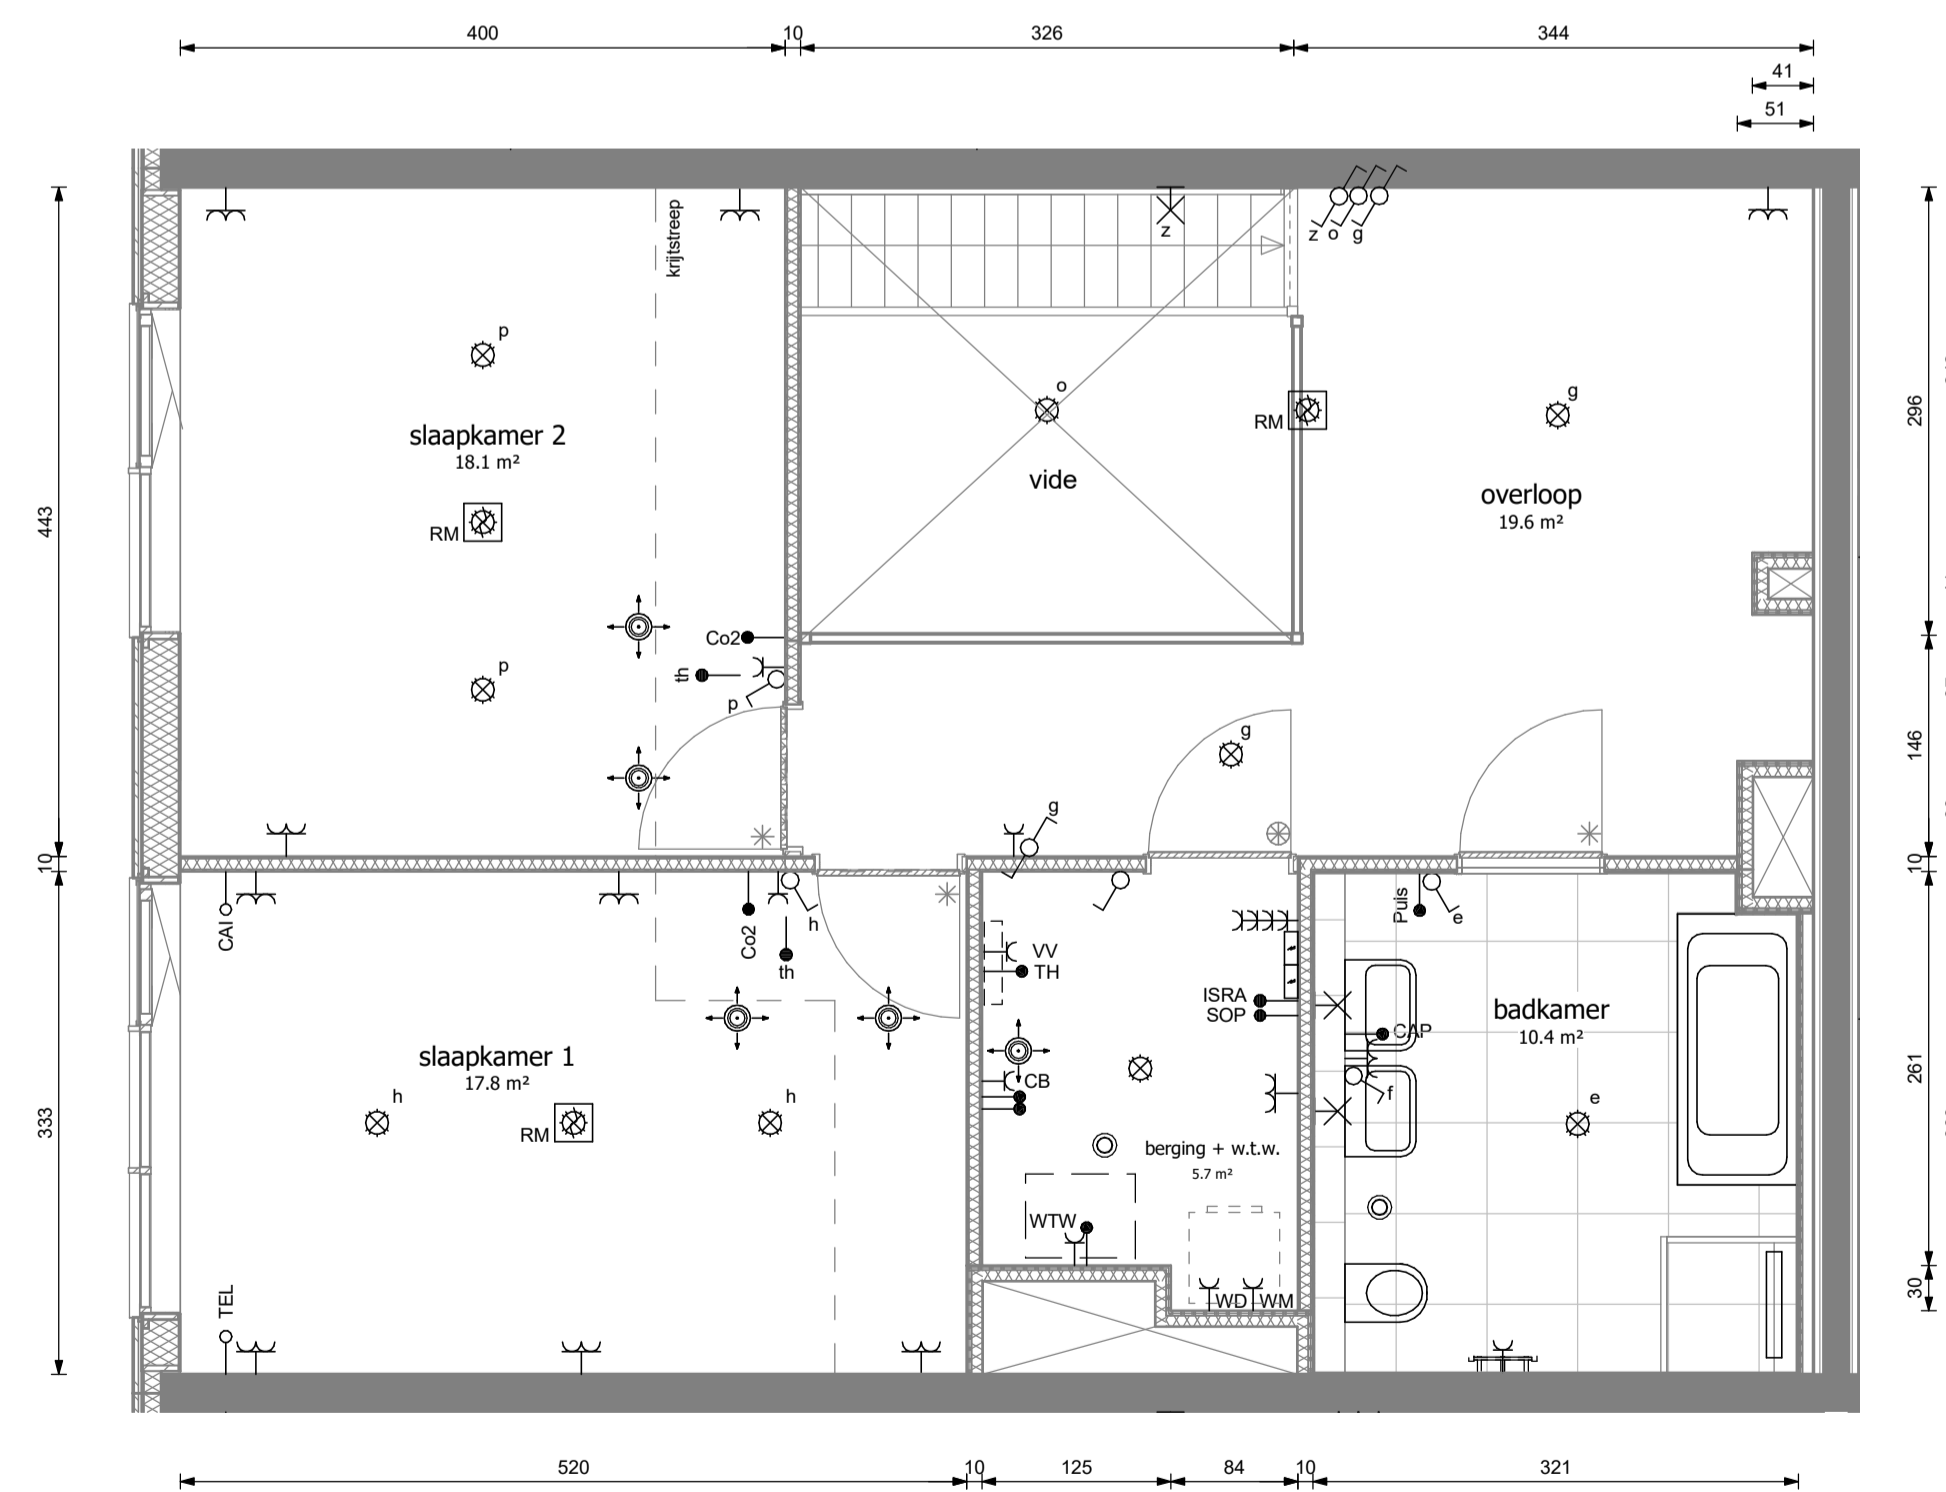 400
10
326
344
41
51
krijtstreep
z
z
o
g
p
o
g
slaapkamer 2
18.1 m²
RM
vide
overloop
19.6 m²
RM
443
296
Co2
th
p
p
g
146
g
10
10
CAI
Co2
h
th
Puis
e
VV
TH
ISRA
SOP
badkamer
10.4 m²
CAP
slaapkamer 1
17.8 m²
CB
f
261
h
h
e
RM
333
berging + w.t.w.
5.7 m²
WTW
TEL
WD
WM
30
520
10
125
84
10
321